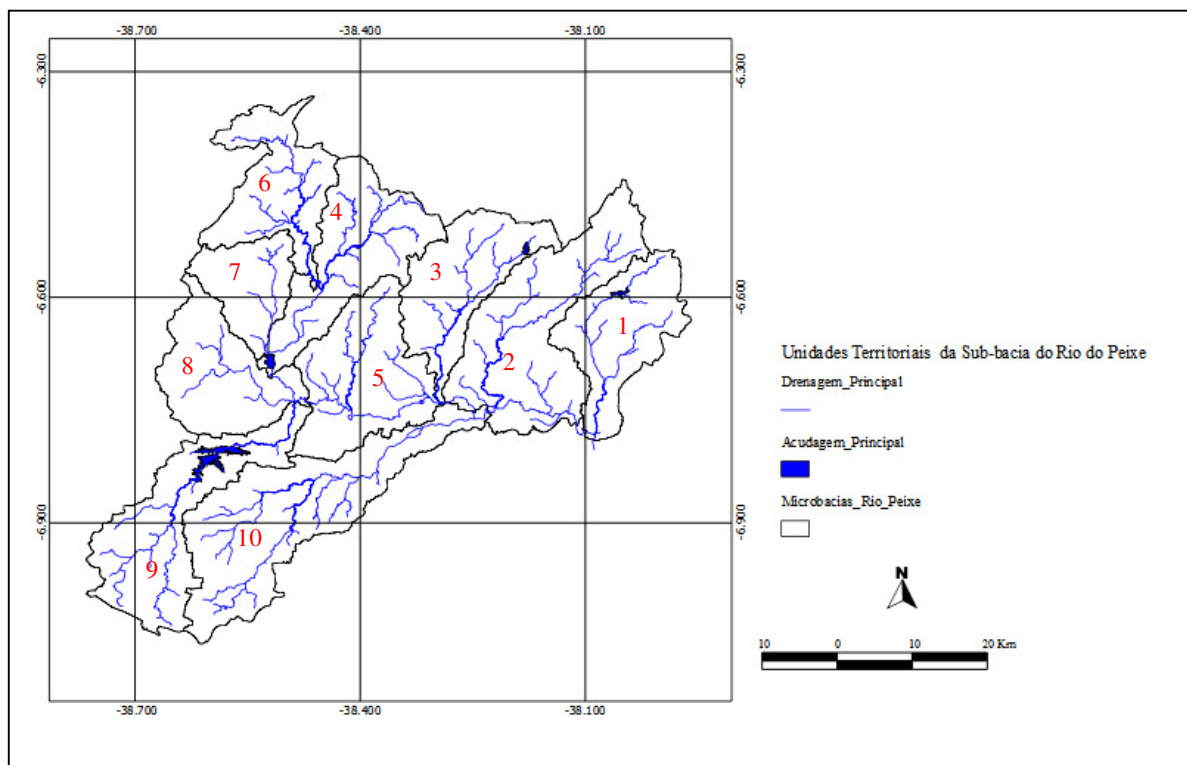 -38.700 -38.400 -38.100
-6.300 -6.300
6
4
7
3
-6.600 -6.600
1
8
5
2
-6.900 -6.900
10
9
-38.700 -38.400 -38.100
Unidades Territoriais da Sub-bacia do Rio do Peixe
Drenagem_Principal
Acudagem_Principal
Microbacias_Rio_Peixe
N
10 0 10 20 Km